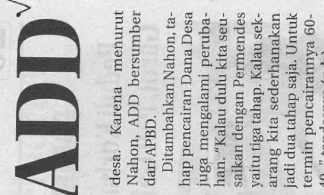 ADD
desa. Karena menurut
Nahon, ADD bersumber
dari APBD.
Ditambahkan Nahon, ta-
hap pencairan Dana Desa
juga mengalami peruba-
han. "Kalau dulu kita seu-
saikan dengan Permendes
yaitu tiga tahap. Kalau sek-
arang kita sederhanakan
jadi dua tahap saja. Untuk
termin pencairannya 60-